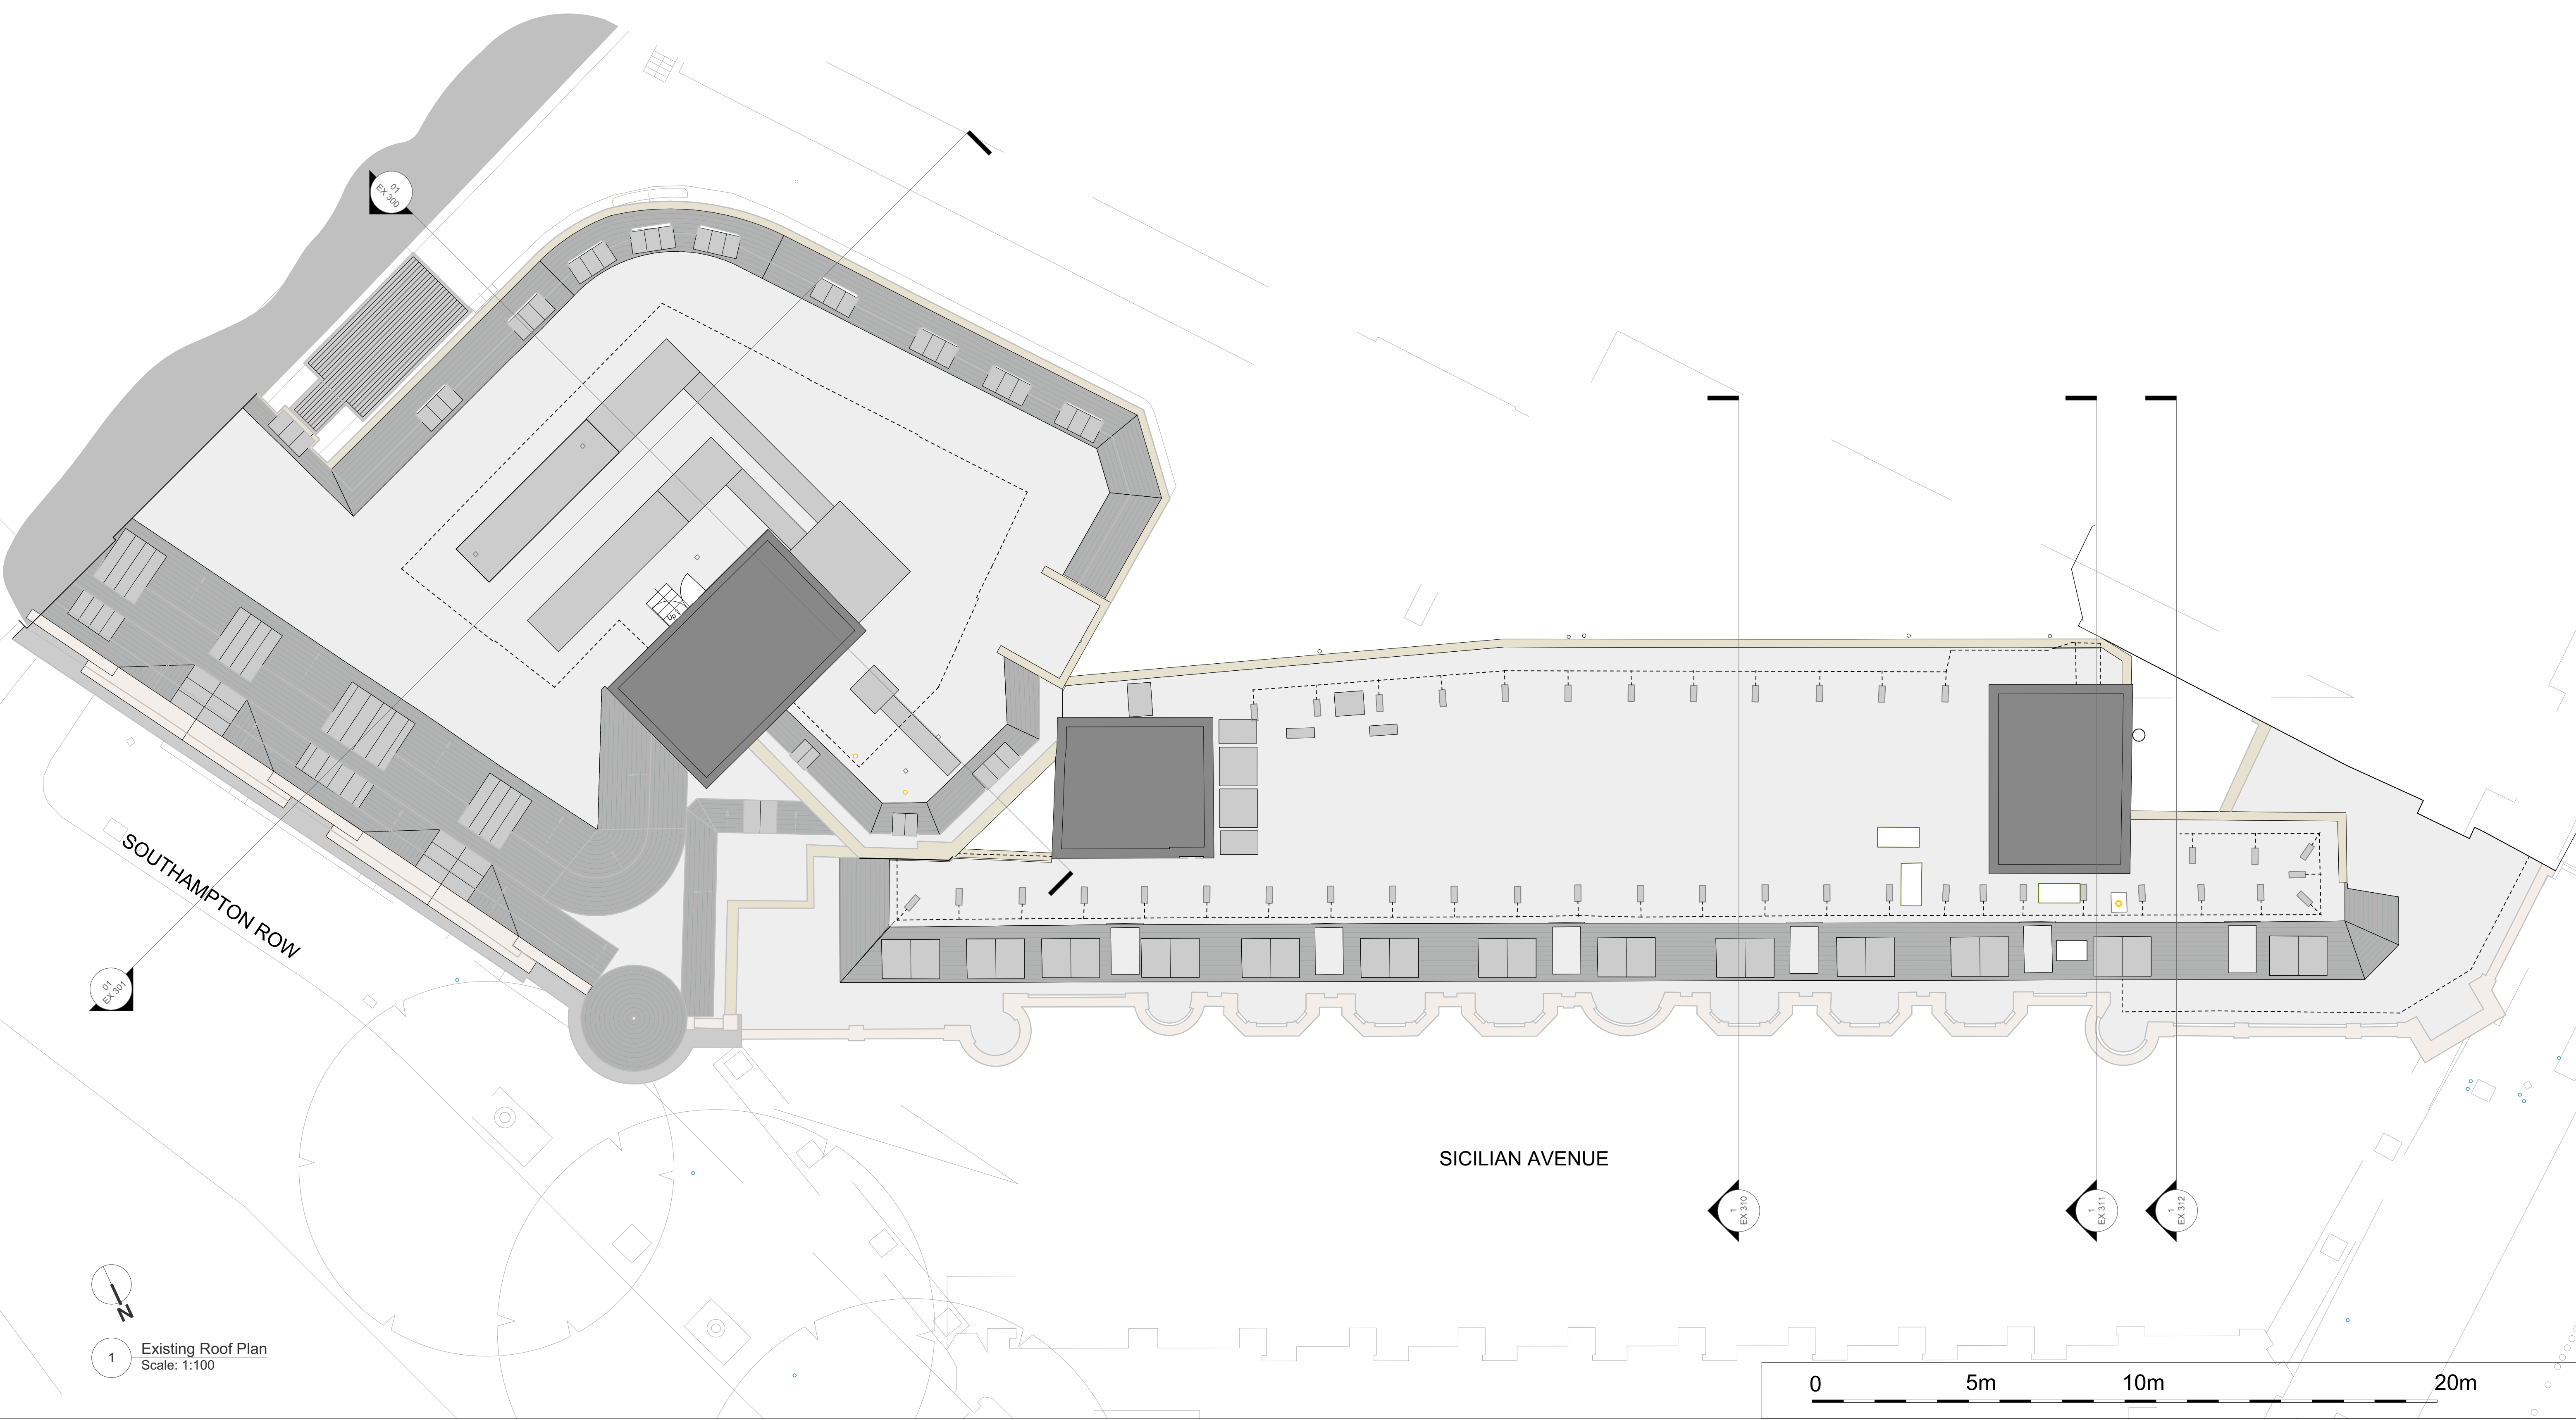 01
EX 300
UP
SOUTHAMPTON ROW
01
EX 301
SICILIAN AVENUE
1
EX 310
1
EX 311
1
EX 312
N
1
Existing Roof Plan
Scale: 1:100
0 5m 10m 20m